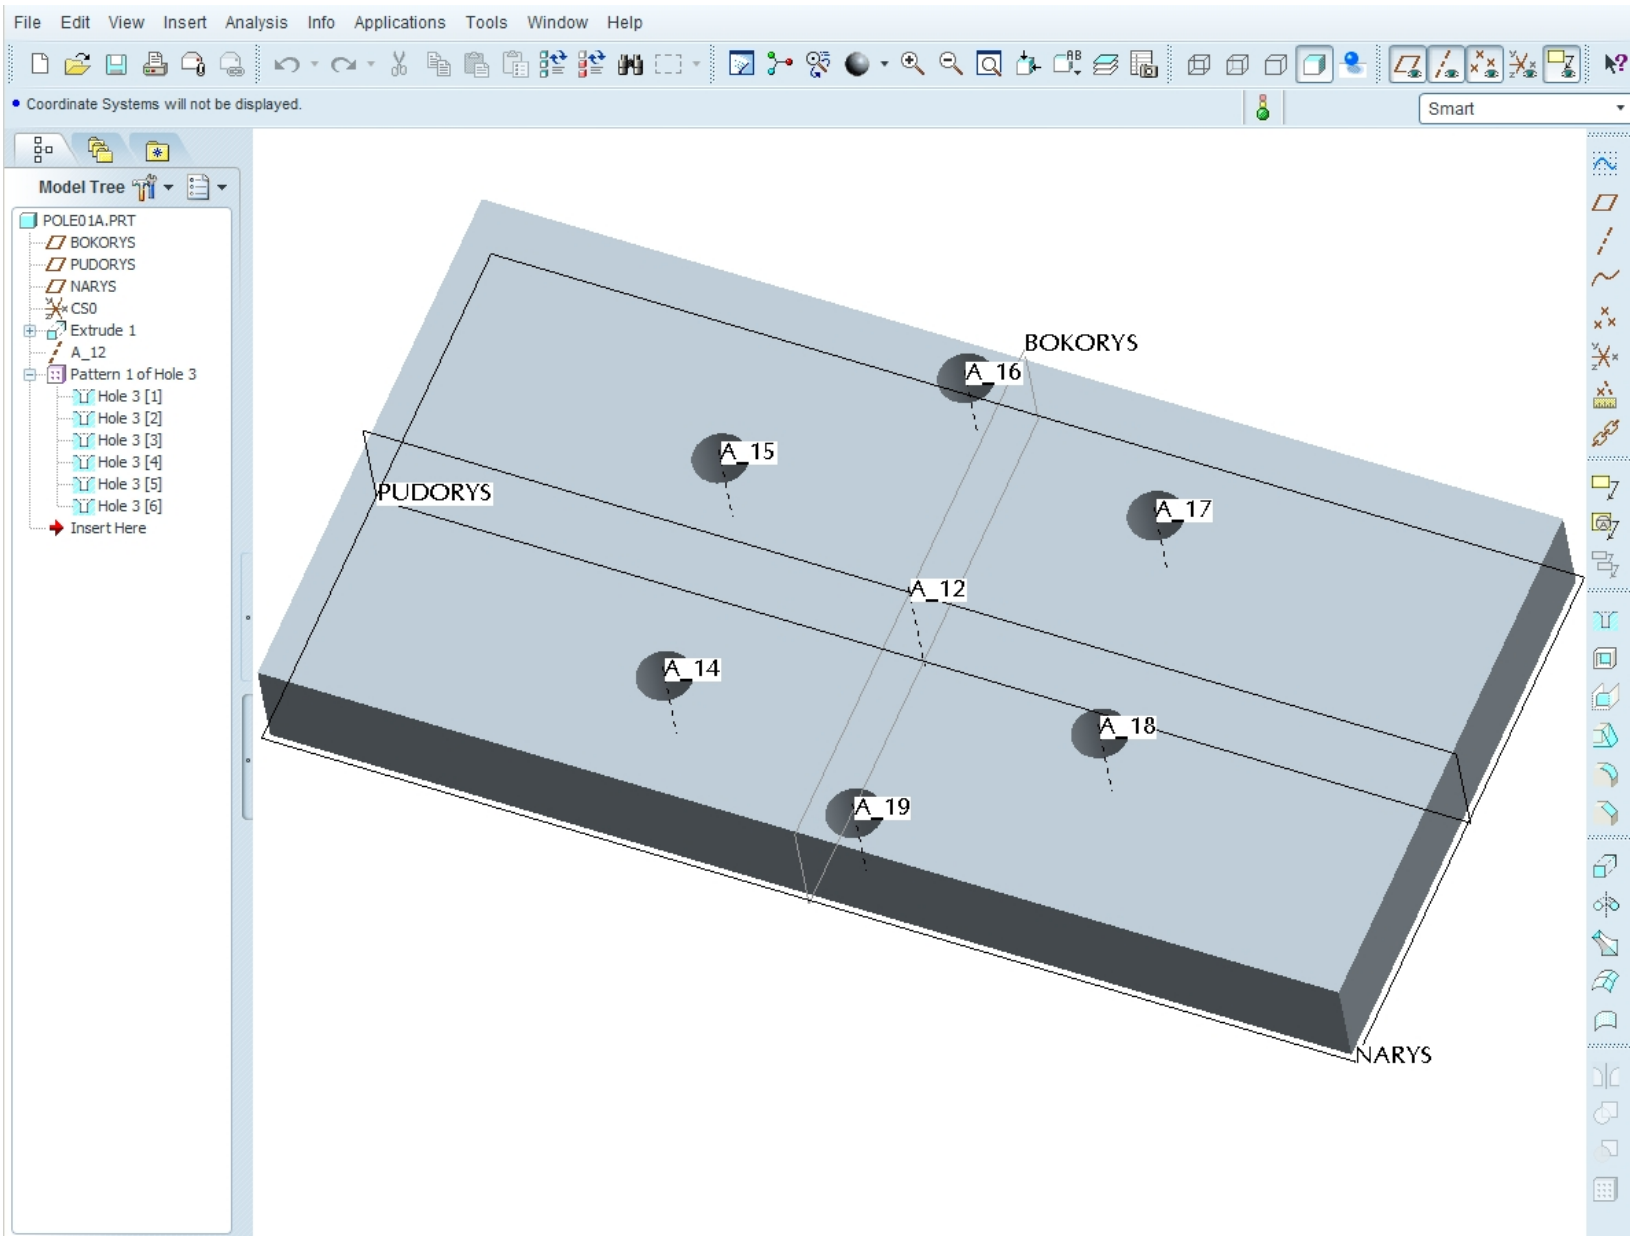 File Edit View Insert Analysis Info Applications Tools Window Help
Coordinate Systems will not be displayed.
Smart
Model Tree
POLE01A.PRT
BOKORYS
PUDORYS
NARYS
CS0
Extrude 1
A_12
Pattern 1 of Hole 3
Hole 3 [1]
Hole 3 [2]
Hole 3 [3]
Hole 3 [4]
Hole 3 [5]
Hole 3 [6]
Insert Here
BOKORYS
A_16
A_15
PUDORYS
A_17
A_12
A_14
A_18
A_19
NARYS